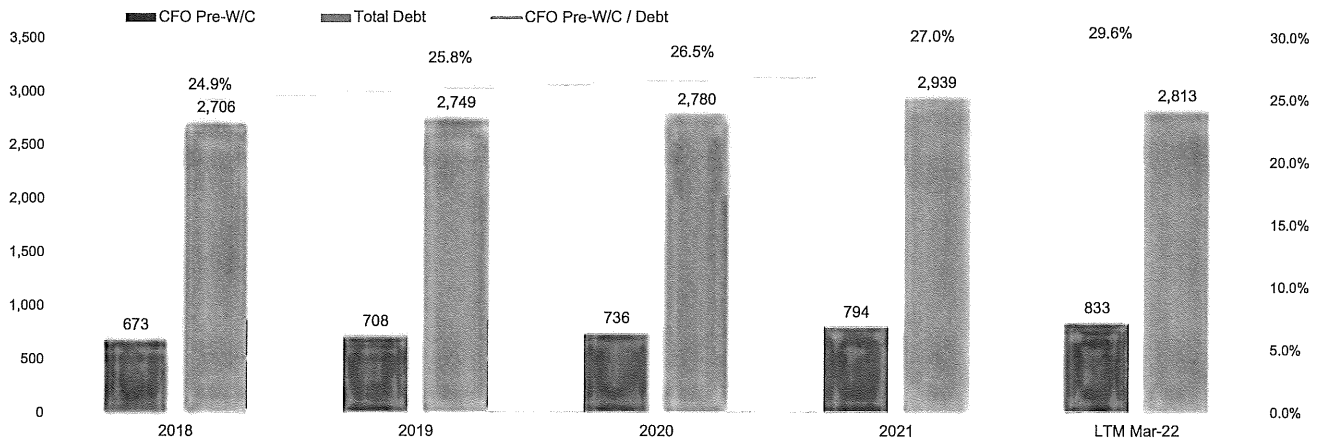 CFO Pre-W/C Total Debt CFO Pre-W/C / Debt
3,500 30.0%
3,000 25.0%
2,500 20.0%
2,000 15.0%
1,500 10.0%
1,000 5.0%
500 0.0%
0
24.9% 25.8% 26.5% 27.0% 29.6%
2,706 2,749 2,780 2,939 2,813
673 708 736 794 833
2018 2019 2020 2021 LTM Mar-22